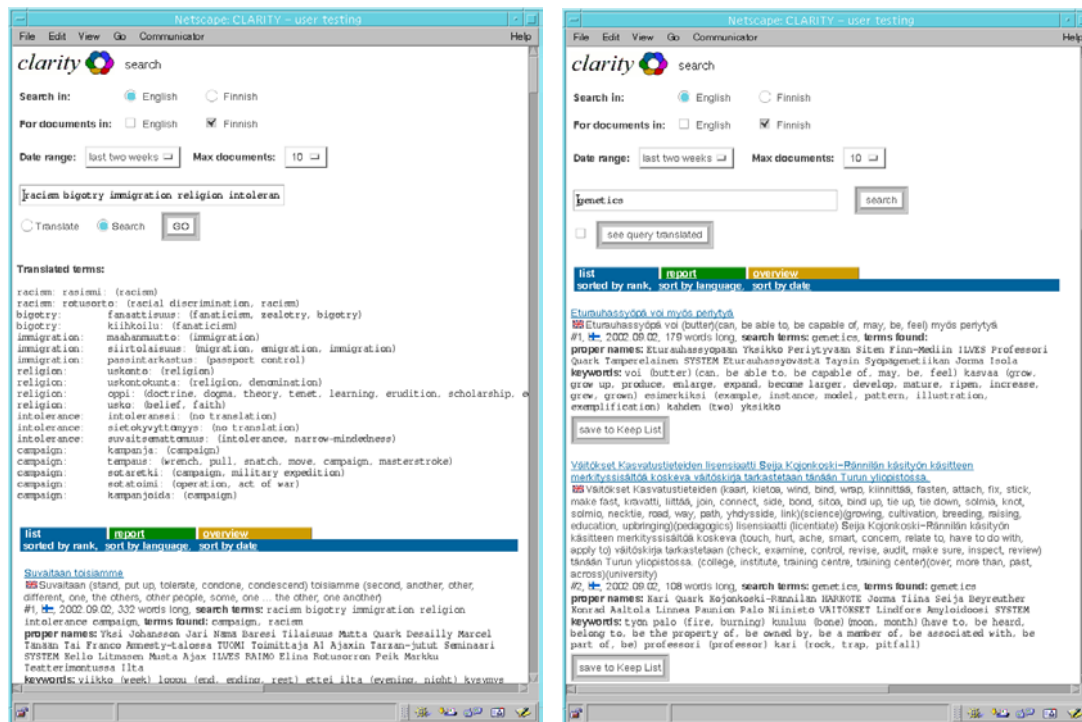 Netscape: CLARITY – user testing
File Edit View Go Communicator Help
clarity search
Search in: English Finnish
For documents in: English Finnish
Date range: last two weeks Max documents: 10
racism bigotry immigration religion intoleran
Translate Search GO
Translated terms:
racism: rasismi: (racism)
racism: rotusorto: (racial discrimination, racism)
bigotry: fanaattisuus: (fanaticism, zealotry, bigotry)
bigotry: kiihkoilu: (fanaticism)
immigration: maahanmuutto: (immigration)
immigration: siirtolaisuus: (migration, emigration, immigration)
immigration: passintarkastus: (passport control)
religion: uskonto: (religion)
religion: uskontokunta: (religion, denomination)
religion: oppi: (doctrine, dogma, theory, tenet, learning, erudition, scholarship,
religion: usko: (belief, faith)
intolerance: intoleranssi: (no translation)
intolerance: sietokyvyttomyys: (no translation)
intolerance: suvaitsemattomuus: (intolerance, narrow-mindedness)
campaign: kampanja: (campaign)
campaign: tempaus: (wrench, pull, snatch, move, campaign, masterstroke)
campaign: sotaretki: (campaign, military expedition)
campaign: sotatoimi: (operation, act of war)
campaign: kampanjoida: (campaign)
list report overview
sorted by rank, sort by language, sort by date
Suvaitaan toisiamme
Suvaitaan (stand, put up, tolerate, condone, condescend) toisiamme (second, another, other,
different, one, the others, other people, some, one ... the other, one another)
#1, 2002.09.02, 332 words long, search terms: racism bigotry immigration religion
intolerance campaign, terms found: campaign, racism
proper names: Yksi Johansson Jari Nama Baresi Tilaisuus Mutta Quark Desailly Marcel
Tanaan Tai Franco Amnesty-talossa TUOMI Toimittaja AI Ajaxin Tarzan-jutut Seminaari
SYSTEM Kello Litmasen Musta Ajax ILVES RAIMO Elina Rotusorron Peik Markku
Teatterimontussa Ilta
keywords: viikko (week) loppu (end, ending, rest) ettei ilta (evening, night) kysymys
Netscape: CLARITY – user testing
File Edit View Go Communicator Help
clarity search
Search in: English Finnish
For documents in: English Finnish
Date range: last two weeks Max documents: 10
genetics search
see query translated
list report overview
sorted by rank, sort by language, sort by date
Eturauhassyöpä voi myös periytyä
Eturauhassyöpä voi (butter)(can, be able to, be capable of, may, be, feel) myös periytyä
#1, 2002.09.02, 179 words long, search terms: genetics, terms found:
proper names: Eturauhassyopaan Yksikko Periytyvaan Siten Finn-Mediin ILVES Professori
Quark Tamperelainen SYSTEM Eturauhassyovasta Taysin Syopagenetiikan Jorma Isola
keywords: voi (butter) (can, be able to, be capable of, may, be, feel) kasvaa (grow,
grow up, produce, enlarge, expand, become larger, develop, mature, ripen, increase,
grew, grown) esimerkiksi (example, instance, model, pattern, illustration,
exemplification) kahden (two) yksikko
save to Keep List
Väitökset Kasvatustieteiden lisensiaatti Seija Kojonkoski-Rännilän käsityön käsitteen
merkityssisältöä koskeva väitöskirja tarkastetaan tänään Turun yliopistossa.
Väitökset Kasvatustieteiden (kaari, kietoa, wind, bind, wrap, kiinnittää, fasten, attach, fix, stick,
make fast, kravatti, liittää, join, connect, side, bond, sitoa, bind up, tie up, tie down, solmia, knot,
solmio, necktie, road, way, path, yhdysside, link)(science)(growing, cultivation, breeding, raising,
education, upbringing)(pedagogics) lisensiaatti (licentiate) Seija Kojonkoski-Rännilän käsityön
käsitteen merkityssisältöä koskeva (touch, hurt, ache, smart, concern, relate to, have to do with,
apply to) väitöskirja tarkastetaan (check, examine, control, revise, audit, make sure, inspect, review)
tänään Turun yliopistossa. (college, institute, training centre, training center)(over, more than, past,
across)(university)
#2, 2002.09.02, 108 words long, search terms: genetics, terms found: genetics
proper names: Kari Quark Kojonkoski-Rännilän HARKOTE Jorma Tiina Seija Beyreuther
Konrad Aaltola Linnea Paunion Palo Niinisto VAITOKSET Lindfors Amyloidoosi SYSTEM
keywords: tyon palo (fire, burning) kuuluu (bone) (moon, month) (have to, be heard,
belong to, be the property of, be owned by, be a member of, be associated with, be
part of, be) professori (professor) kari (rock, trap, pitfall)
save to Keep List